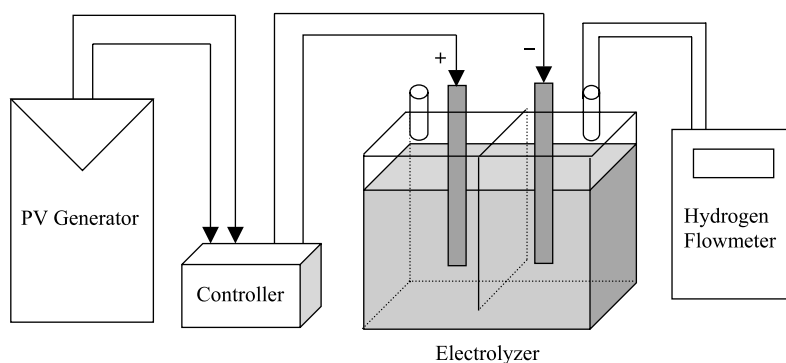 +
−
PV Generator
Controller
Hydrogen
Flowmeter
Electrolyzer